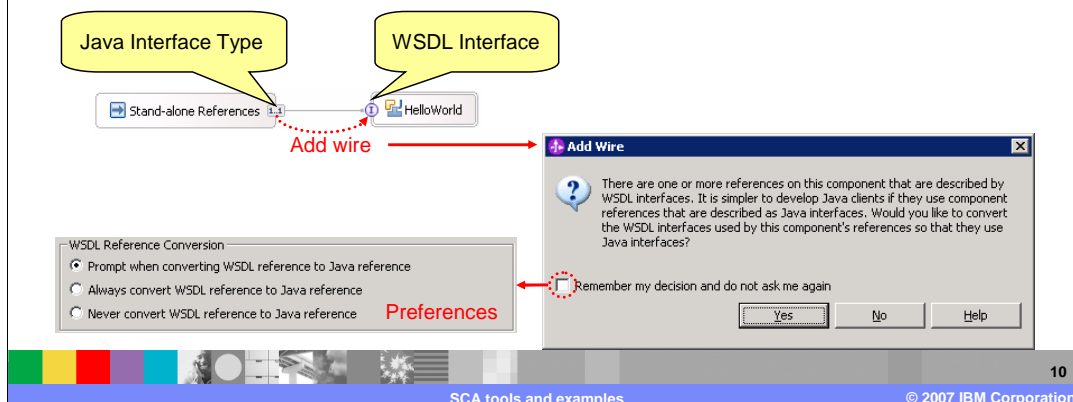 Java Interface Type
WSDL Interface
Stand-alone References
1..1
I
HelloWorld
Add wire
Add Wire
There are one or more references on this component that are described by
WSDL interfaces. It is simpler to develop Java clients if they use component
references that are described as Java interfaces. Would you like to convert
the WSDL interfaces used by this component's references so that they use
Java interfaces?
Remember my decision and do not ask me again
Yes
No
Help
WSDL Reference Conversion
Prompt when converting WSDL reference to Java reference
Always convert WSDL reference to Java reference
Never convert WSDL reference to Java reference
Preferences
10
SCA tools and examples
© 2007 IBM Corporation